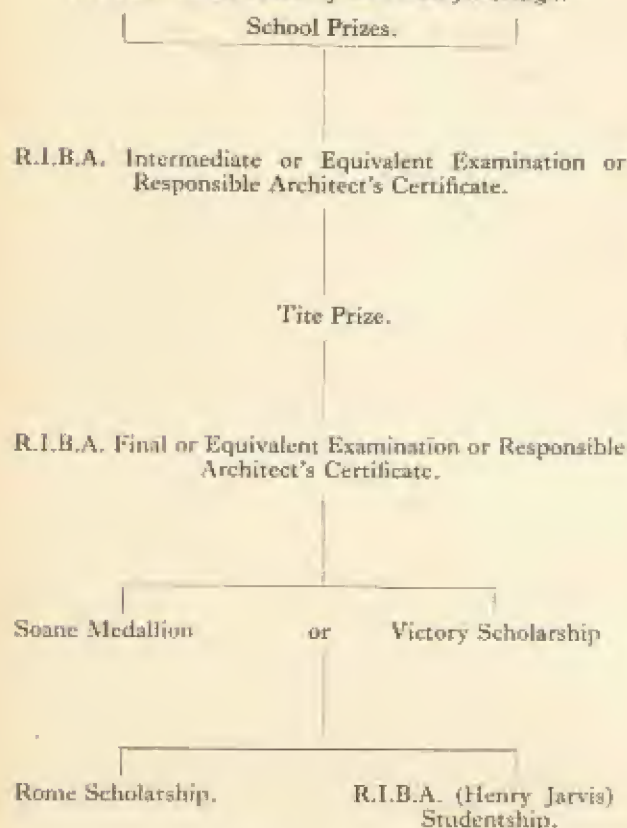 School Prizes.
R.I.B.A. Intermediate or Equivalent Examination or
Responsible Architect's Certificate.
Tite Prize.
R.I.B.A. Final or Equivalent Examination or Responsible
Architect's Certificate.
Soane Medallion or Victory Scholarship
Rome Scholarship. R.I.B.A. (Henry Jarvis)
Studentship.